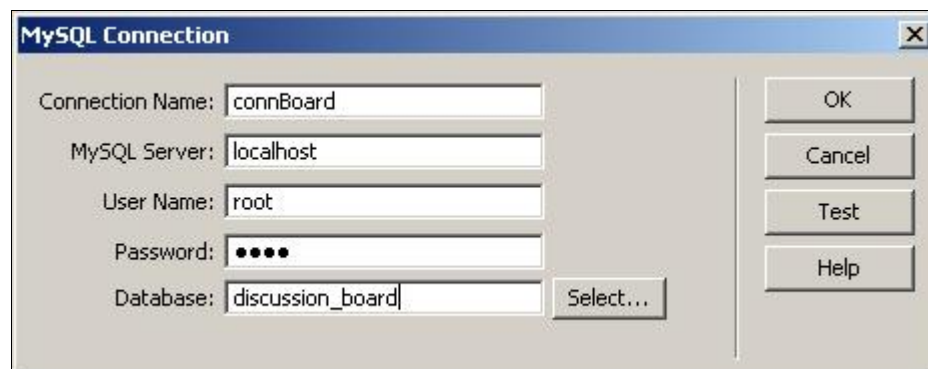 MySQL Connection
Connection Name: connBoard
MySQL Server: localhost
User Name: root
Password: ●●●●
Database: discussion_board Select...
OK
Cancel
Test
Help